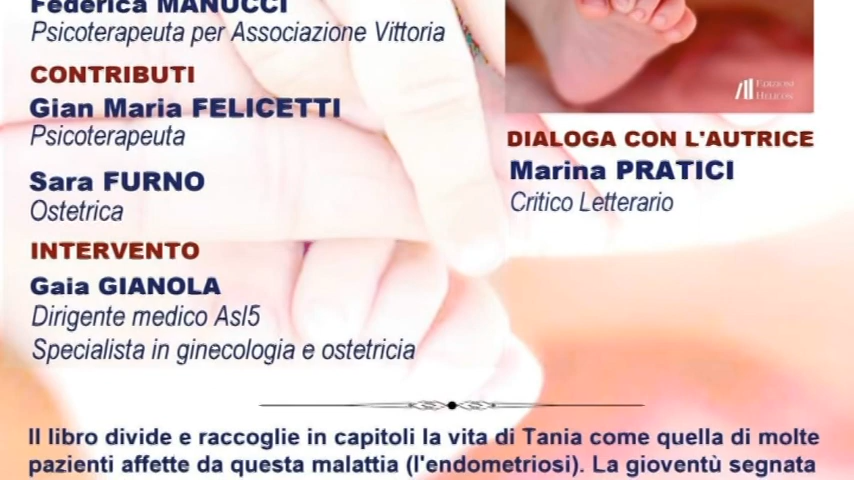 Federica MANUCCI
Psicoterapeuta per Associazione Vittoria
CONTRIBUTI
Gian Maria FELICETTI
Psicoterapeuta
Sara FURNO
Ostetrica
INTERVENTO
Gaia GIANOLA
Dirigente medico Asl5
Specialista in ginecologia e ostetricia
EDIZIONI
HELICON
DIALOGA CON L'AUTRICE
Marina PRATICI
Critico Letterario
Il libro divide e raccoglie in capitoli la vita di Tania come quella di molte
pazienti affette da questa malattia (l'endometriosi). La gioventù segnata